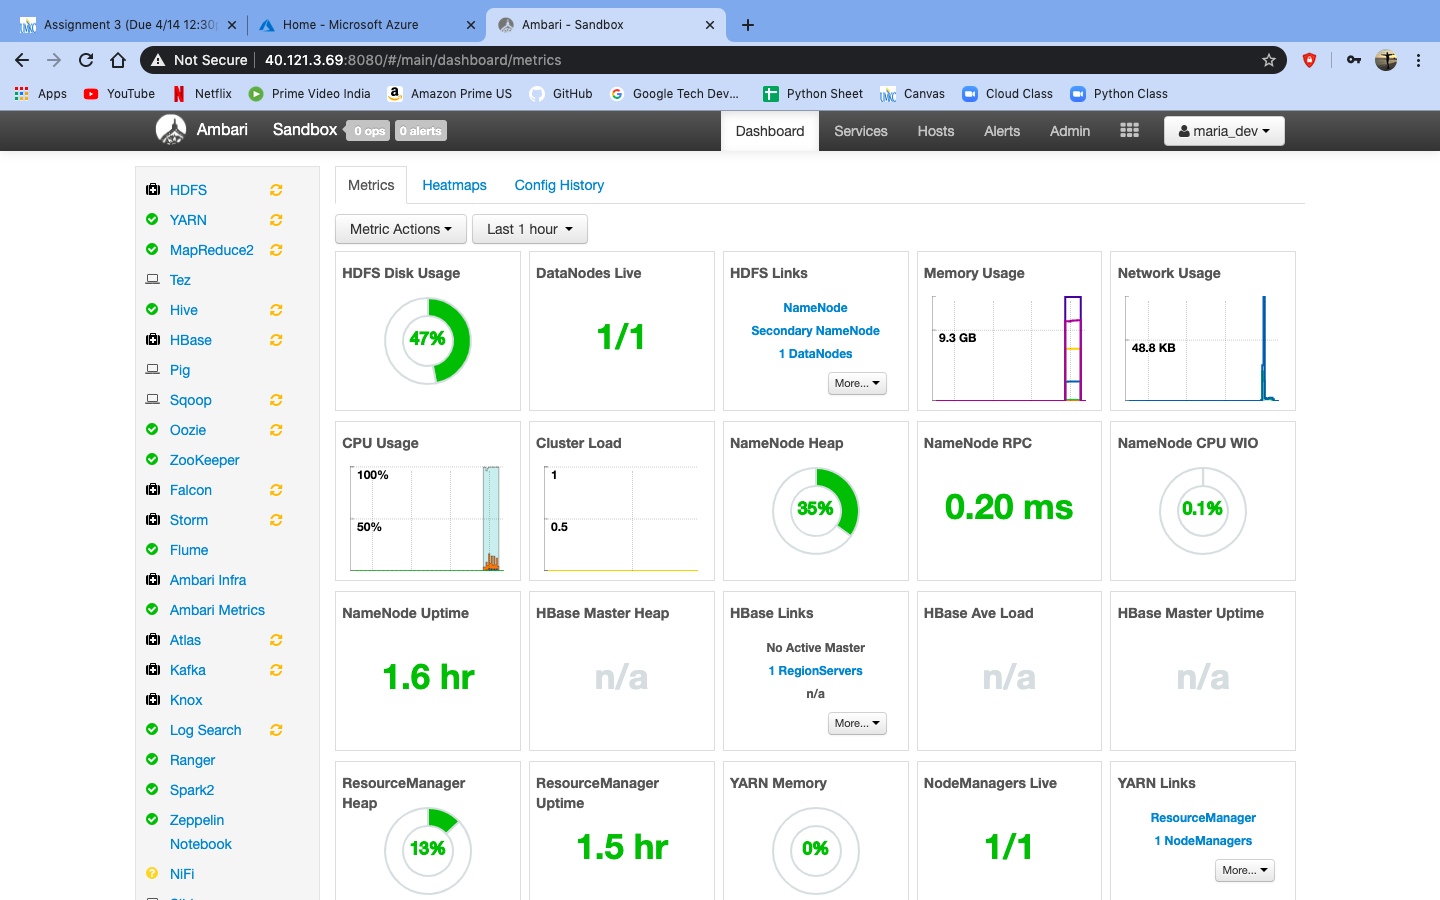 Assignment 3 (Due 4/14 12:30p
Home - Microsoft Azure
Ambari - Sandbox
Not Secure
40.121.3.69:8080/#/main/dashboard/metrics
Apps
YouTube
Netflix
Prime Video India
Amazon Prime US
GitHub
Google Tech Dev...
Python Sheet
Canvas
Cloud Class
Python Class
Ambari
Sandbox
0 ops
0 alerts
Dashboard
Services
Hosts
Alerts
Admin
maria_dev
HDFS
YARN
MapReduce2
Tez
Hive
HBase
Pig
Sqoop
Oozie
ZooKeeper
Falcon
Storm
Flume
Ambari Infra
Ambari Metrics
Atlas
Kafka
Knox
Log Search
Ranger
Spark2
Zeppelin
Notebook
NiFi
Metrics
Heatmaps
Config History
Metric Actions
Last 1 hour
HDFS Disk Usage
47%
DataNodes Live
1/1
HDFS Links
NameNode
Secondary NameNode
1 DataNodes
More...
Memory Usage
9.3 GB
Network Usage
48.8 KB
CPU Usage
100%
50%
Cluster Load
1
0.5
NameNode Heap
35%
NameNode RPC
0.20 ms
NameNode CPU WIO
0.1%
NameNode Uptime
1.6 hr
HBase Master Heap
n/a
HBase Links
No Active Master
1 RegionServers
n/a
More...
HBase Ave Load
n/a
HBase Master Uptime
n/a
ResourceManager
Heap
13%
ResourceManager
Uptime
1.5 hr
YARN Memory
0%
NodeManagers Live
1/1
YARN Links
ResourceManager
1 NodeManagers
More...